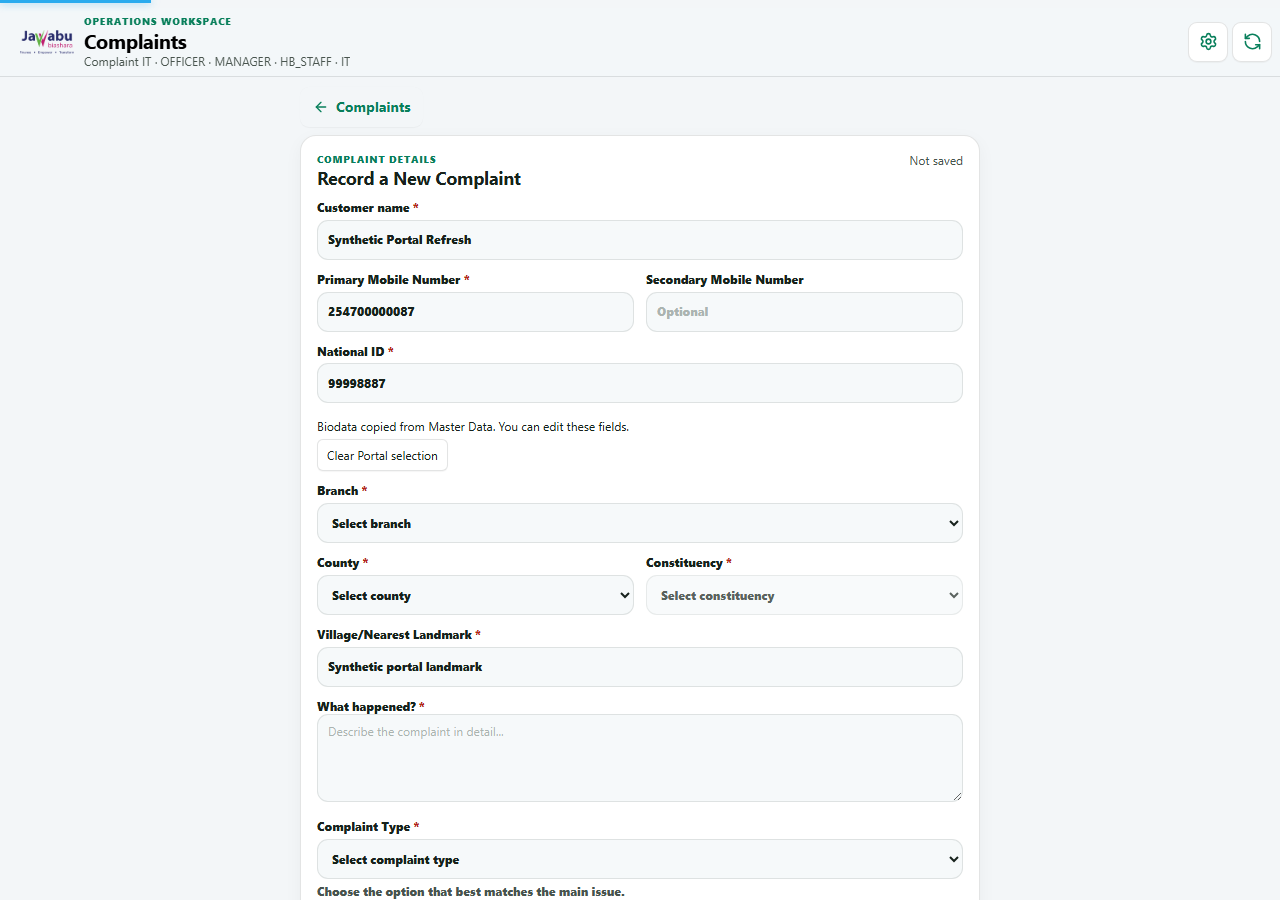 OPERATIONS WORKSPACE
Jawabu
biashara
Complaints
Complaint IT · OFFICER · MANAGER · HB_STAFF · IT
← Complaints
COMPLAINT DETAILS
Not saved
Record a New Complaint
Customer name *
Synthetic Portal Refresh
Primary Mobile Number *
Secondary Mobile Number
254700000087
Optional
National ID *
99998887
Biodata copied from Master Data. You can edit these fields.
Clear Portal selection
Branch *
Select branch
County *
Constituency *
Select county
Select constituency
Village/Nearest Landmark *
Synthetic portal landmark
What happened? *
Describe the complaint in detail...
Complaint Type *
Select complaint type
Choose the option that best matches the main issue.